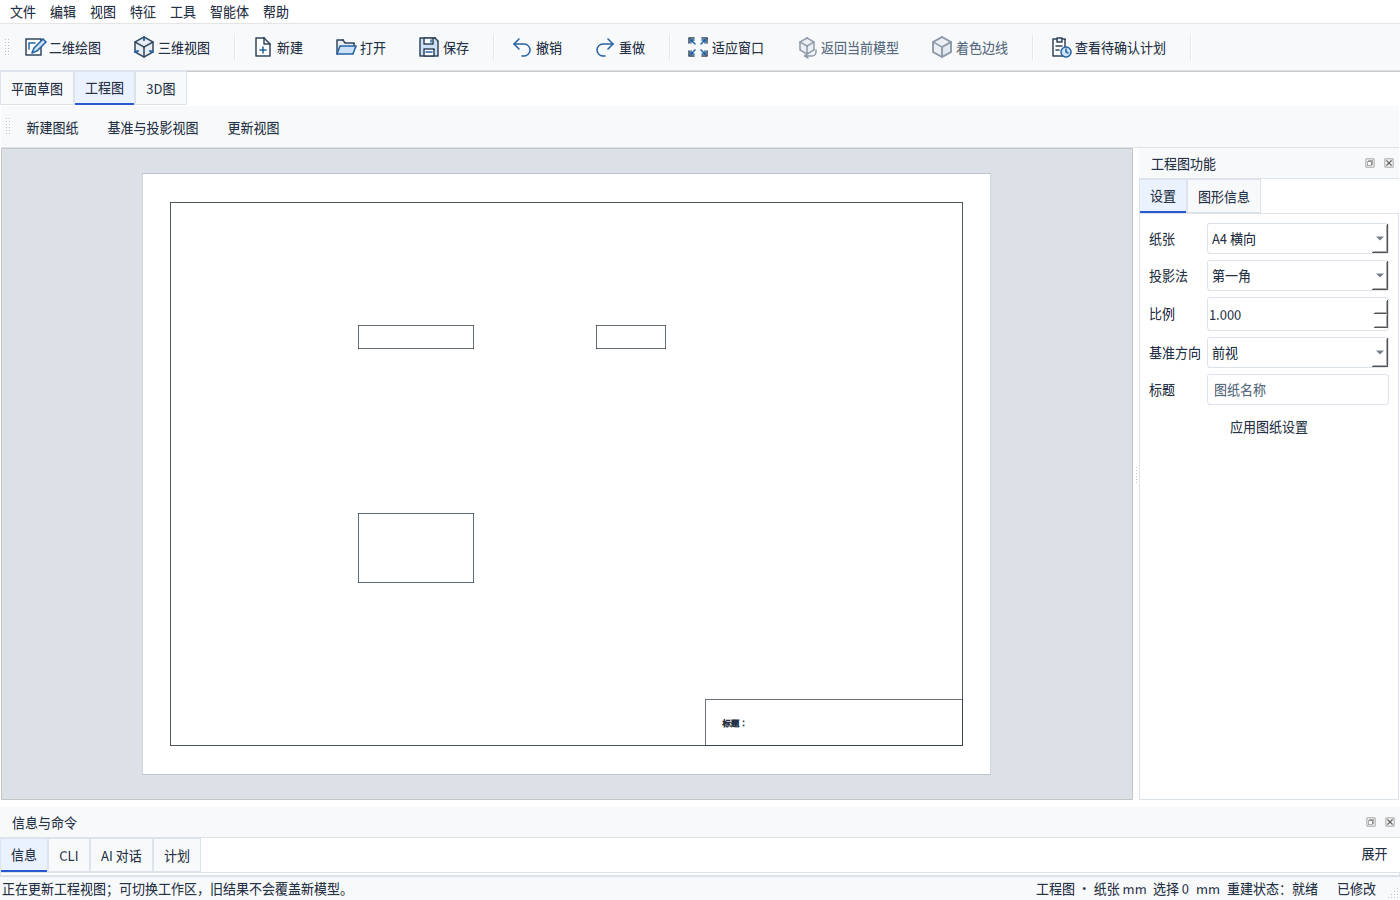 文件 编辑 视图 特征 工具 智能体 帮助
二维绘图 三维视图 新建 打开 保存 撤销 重做 适应窗口 返回当前模型 着色边线 查看待确认计划
平面草图 工程图 3D图
新建图纸 基准与投影视图 更新视图
工程图功能
设置 图形信息
纸张 A4 横向
投影法 第一角
比例 1.000
基准方向 前视
标题 图纸名称
应用图纸设置
标题：
信息与命令
信息 CLI AI 对话 计划 展开
正在更新工程视图；可切换工作区，旧结果不会覆盖新模型。 工程图 · 纸张 mm 选择 0 mm 重建状态：就绪 已修改